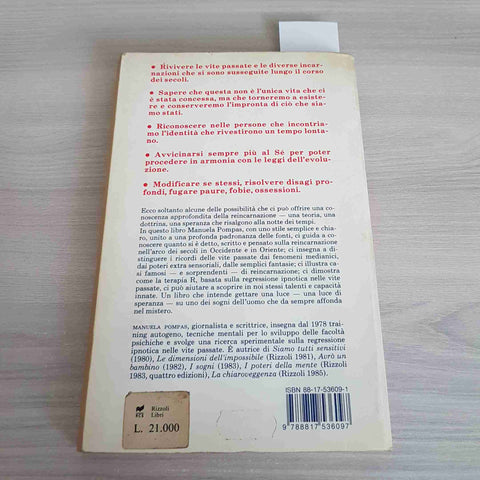 • Rivivere le vite passate e le diverse incar-
nazioni che si sono susseguite lungo il corso
dei secoli.
• Sapere che questa non è l'unica vita che ci
è stata concessa, ma che torneremo a esiste-
re e conserveremo l'impronta di ciò che sia-
mo stati.
• Riconoscere nelle persone che incontria-
mo l'identità che rivestirono un tempo lonta-
no.
• Avvicinarsi sempre più al Sé per poter
procedere in armonia con le leggi dell'evolu-
zione.
• Modificare se stessi, risolvere disagi pro-
fondi, fugare paure, fobie, ossessioni.
Ecco soltanto alcune delle possibilità che ci può offrire una co-
noscenza approfondita della reincarnazione — una teoria, una
dottrina, una speranza che risalgono alla notte dei tempi.
In questo libro Manuela Pompas, con uno stile semplice e chia-
ro, unito a una profonda padronanza delle fonti, ci guida a co-
noscere quanto si è detto, scritto e pensato sulla reincarnazione
nell'arco dei secoli in Occidente e in Oriente; ci insegna a di-
stinguere i ricordi delle vite passate dai fenomeni medianici,
dai poteri extra sensoriali, dalle semplici fantasie; ci illustra ca-
si famosi — e sorprendenti — di reincarnazione; ci dimostra
come la terapia R, basata sulla regressione ipnotica nelle vite
passate, ci può aiutare a scoprire in noi stessi talenti e capacità
innate. Un libro che intende gettare una luce — una luce di
speranza — su uno dei sogni dell'uomo che da sempre affonda
nel mistero.
MANUELA POMPAS, giornalista e scrittrice, insegna dal 1978 trai-
ning autogeno, tecniche mentali per lo sviluppo delle facoltà
psichiche e svolge una ricerca sperimentale sulla regressione
ipnotica nelle vite passate. È autrice di Siamo tutti sensitivi
(1980), Le dimensioni dell'impossibile (Rizzoli 1981), Avrò un
bambino (1982), I sogni (1983), I poteri della mente (Rizzoli
1983, quattro edizioni), La chiaroveggenza (Rizzoli 1985).
ISBN 88-17-53609-1
9 788817 536097
Rizzoli
Libri
L. 21.000